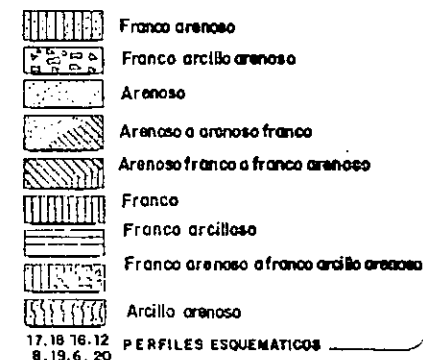 Franco arenoso
Franco arcillo arenoso
Arenoso
Arenoso a arenoso franco
Arenoso franco a franco arenoso
Franco
Franco arcilloso
Franco arenoso a franco arcillo arenoso
Arcillo arenoso
17.18 16.12 PERFILES ESQUEMATICOS
8.19.6.20